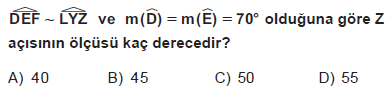 DEF ~ LYZ ve m(D̂) = m(Ê) = 70° olduğuna göre Z
açısının ölçüsü kaç derecedir?
A) 40 B) 45 C) 50 D) 55